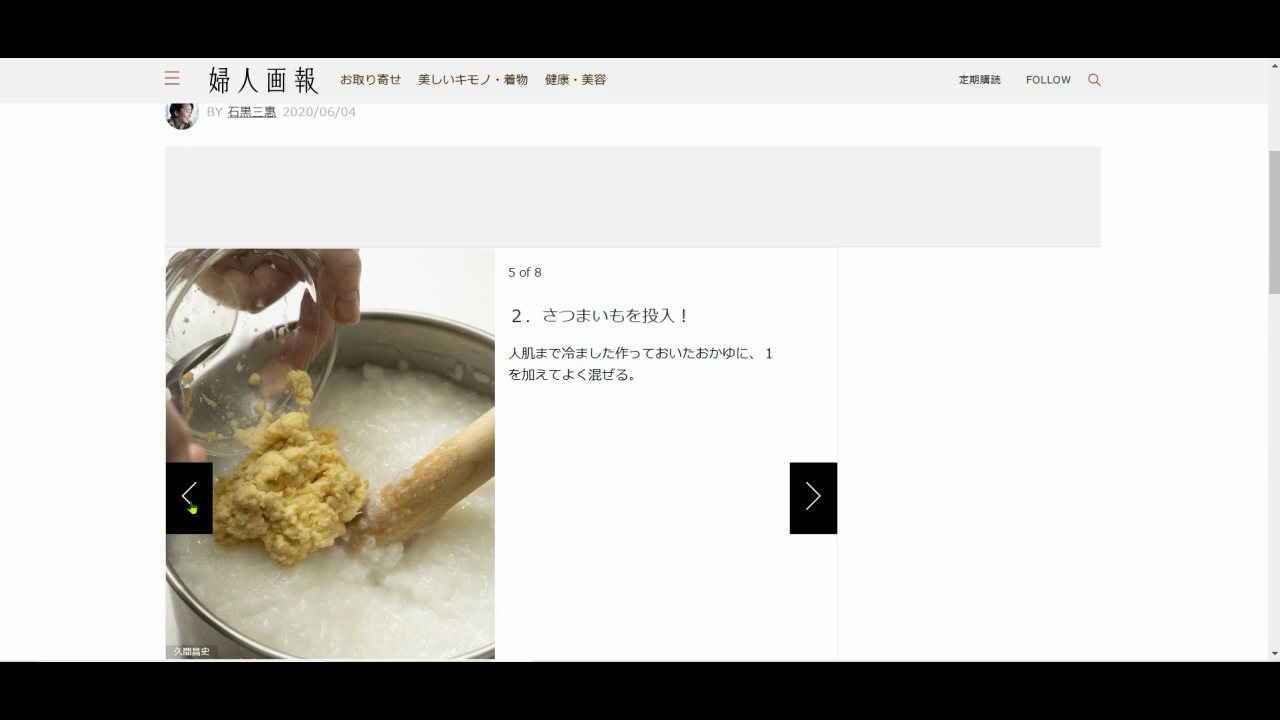 婦人画報
お取り寄せ 美しいキモノ・着物 健康・美容
定期購読 FOLLOW
BY 石黒三惠 2020/06/04
5 of 8
２．さつまいもを投入！
人肌まで冷ました作っておいたおかゆに、１
を加えてよく混ぜる。
久間昌史